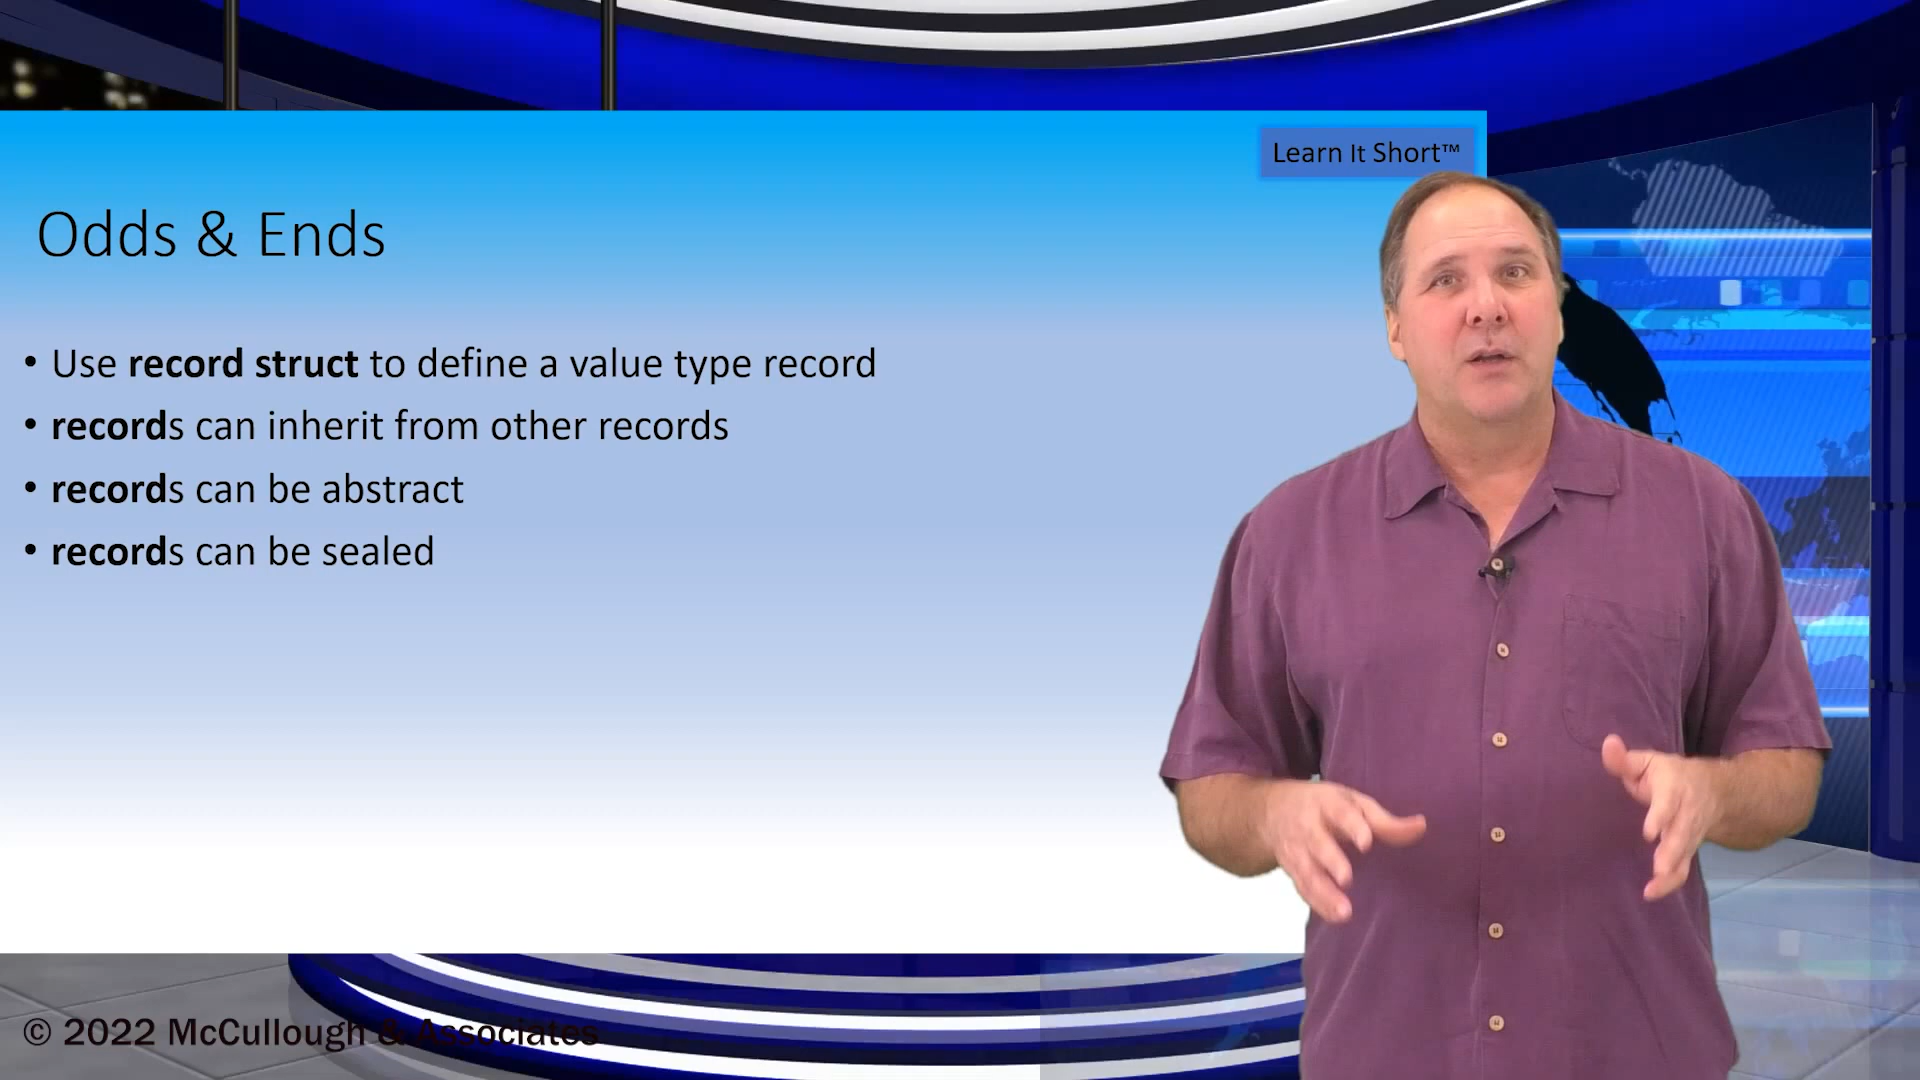 Learn It Short™
Odds & Ends
• Use record struct to define a value type record
• records can inherit from other records
• records can be abstract
• records can be sealed
© 2022 McCullough & Associates